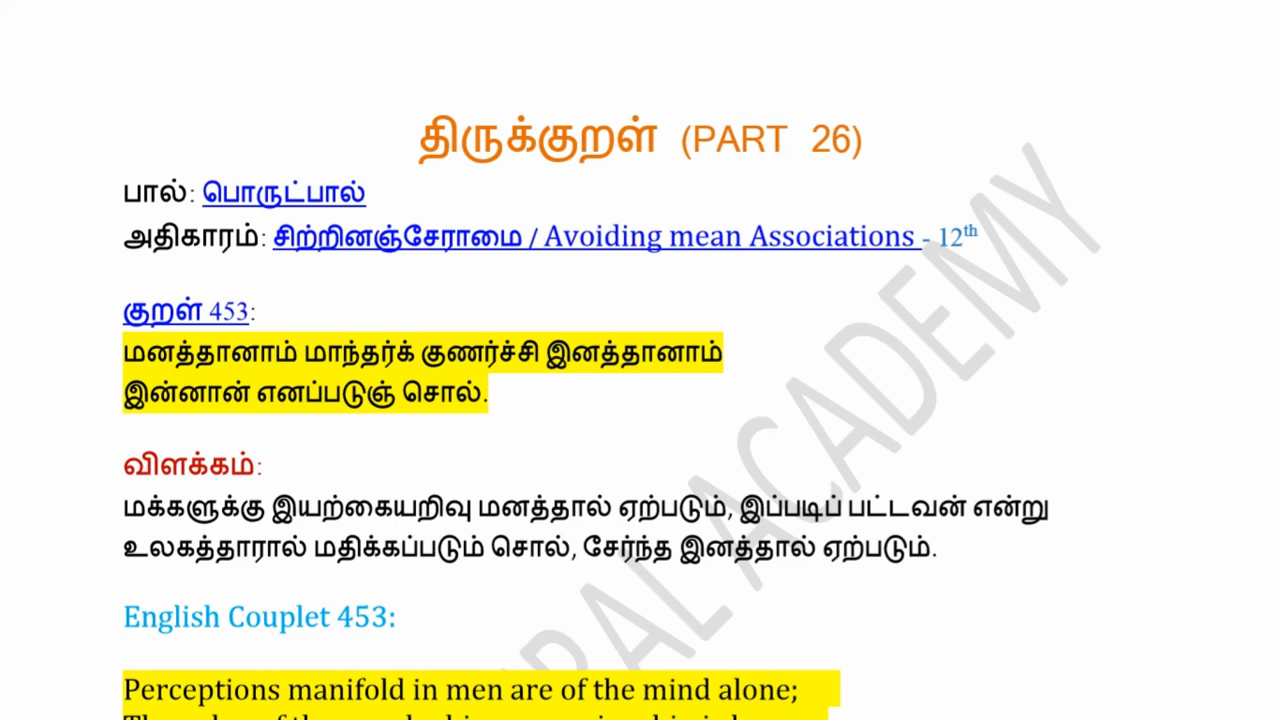 திருக்குறள் (PART 26)
பால்: பொருட்பால்
அதிகாரம்: சிற்றினஞ்சேராமை / Avoiding mean Associations - 12th
குறள் 453:
மனத்தானாம் மாந்தர்க் குணர்ச்சி இனத்தானாம்
இன்னான் எனப்படுஞ் சொல்.
விளக்கம்:
மக்களுக்கு இயற்கையறிவு மனத்தால் ஏற்படும், இப்படிப் பட்டவன் என்று
உலகத்தாரால் மதிக்கப்படும் சொல், சேர்ந்த இனத்தால் ஏற்படும்.
English Couplet 453:
Perceptions manifold in men are of the mind alone;
ACADEMY